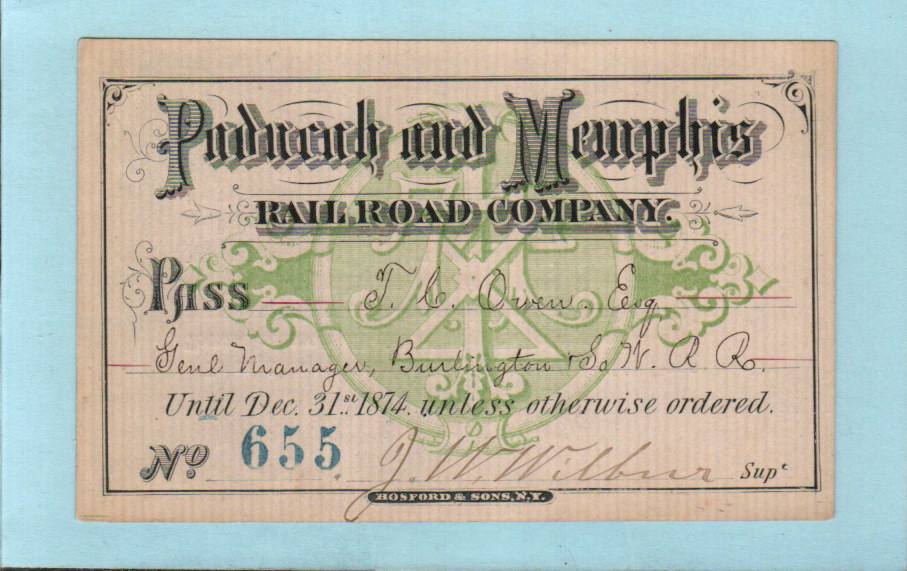 Paducah and Memphis
RAIL ROAD COMPANY.
PASS T. C. Owen. Esq
Genl Manager, Burlington & So W. R R.
Until Dec. 31st 1874. unless otherwise ordered.
No 655. J. W. Wilbur Supt
HOSFORD & SONS, N.Y.